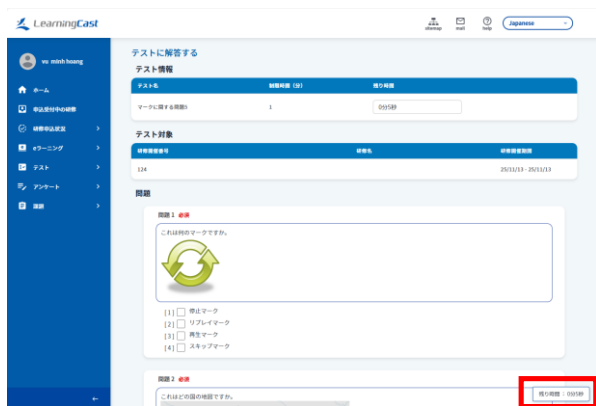 LearningCast
sitemap
mail
help
Japanese
vu minh hoang
ホーム
申込受付中の研修
研修申込状況
eラーニング
テスト
アンケート
課題
テストに解答する
テスト情報
テスト名 制限時間（分） 残り時間
マークに関する問題5 1 0分5秒
テスト対象
研修開催番号 研修名 研修開催期間
124 25/11/13 - 25/11/13
問題
問題 1 必須
これは何のマークですか。
[1] 停止マーク
[2] リプレイマーク
[3] 再生マーク
[4] スキップマーク
問題 2 必須
これはどの国の地図ですか。
残り時間 : 0分5秒